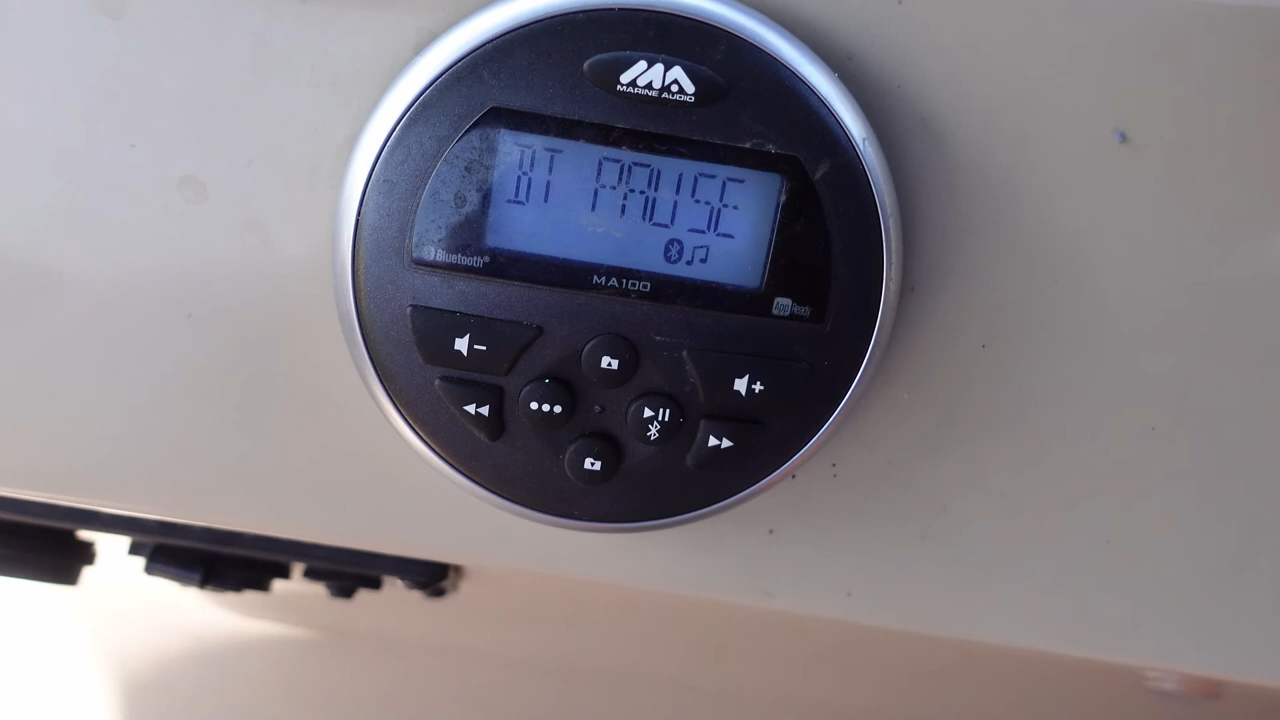 MA
MARINE AUDIO
BT PAUSE
Bluetooth®
MA100
App Ready